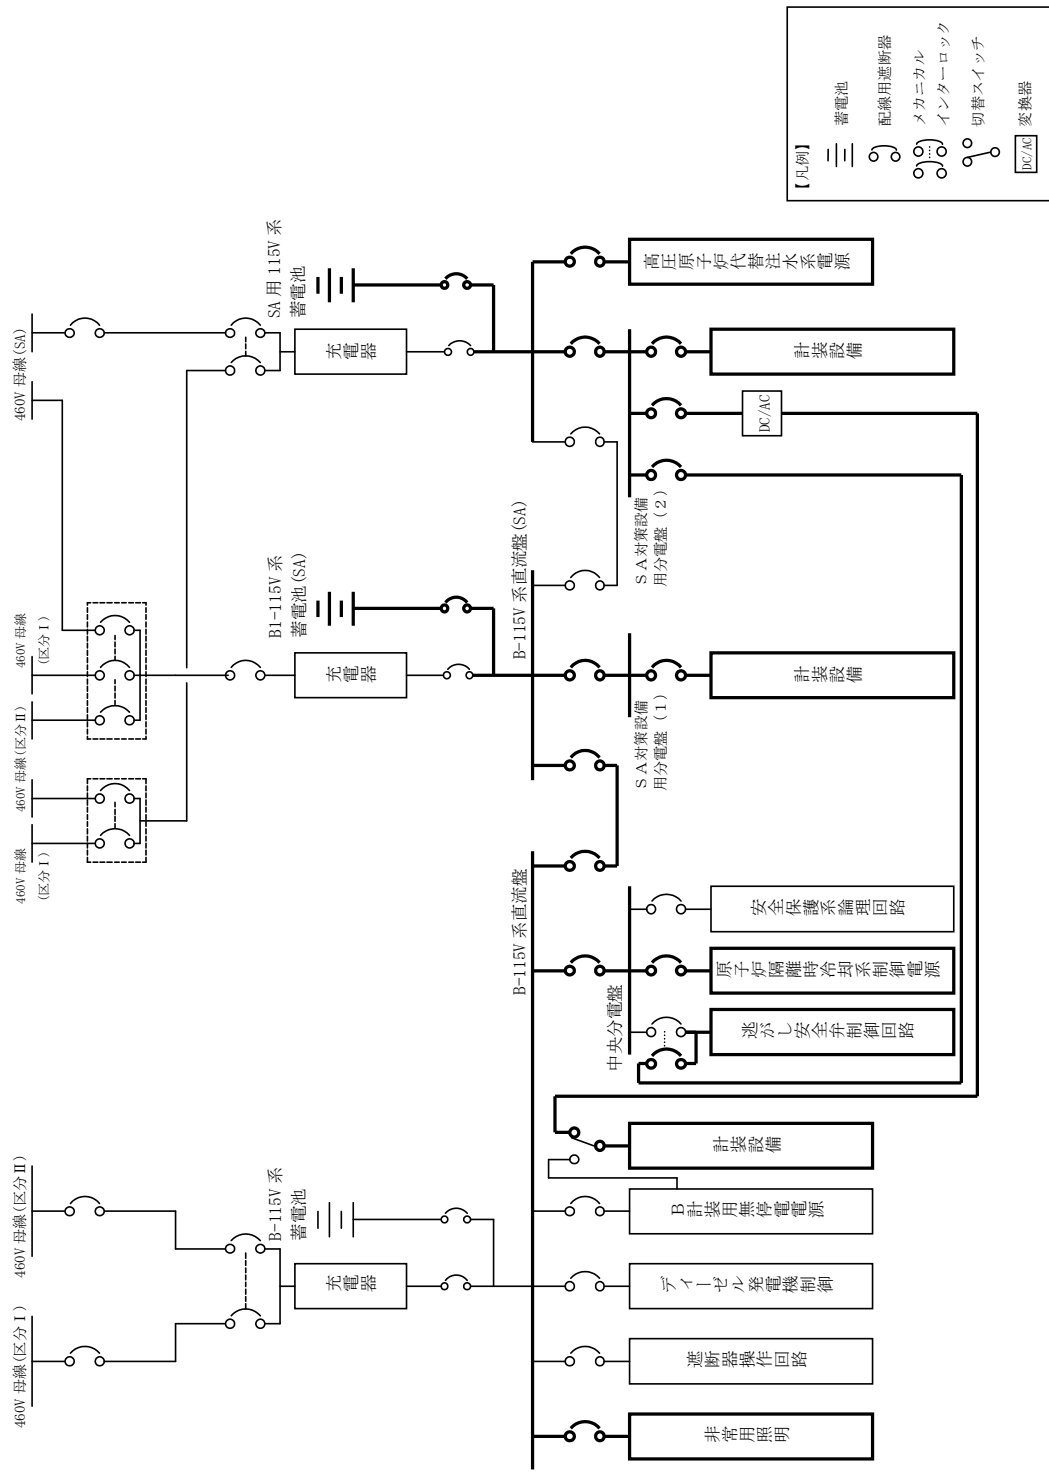 460V 母線(区分Ⅰ)
460V 母線(区分Ⅱ)
460V 母線
(区分Ⅰ)
460V 母線(区分Ⅱ)
460V 母線
(区分Ⅰ)
460V 母線(SA)
充電器
B-115V 系
蓄電池
充電器
B1-115V 系
蓄電池(SA)
充電器
SA 用 115V 系
蓄電池
B-115V 系直流盤
B-115V 系直流盤(SA)
非常用照明
遮断器操作回路
ディーゼル発電機制御
B計装用無停電電源
計装設備
中央分電盤
逃がし安全弁制御回路
原子炉隔離時冷却系制御電源
安全保護系論理回路
SA対策設備
用分電盤(1)
計装設備
SA対策設備
用分電盤(2)
DC/AC
計装設備
高圧原子炉代替注水系電源
【凡例】
蓄電池
配線用遮断器
メカニカル
インターロック
切替スイッチ
DC/AC
変換器